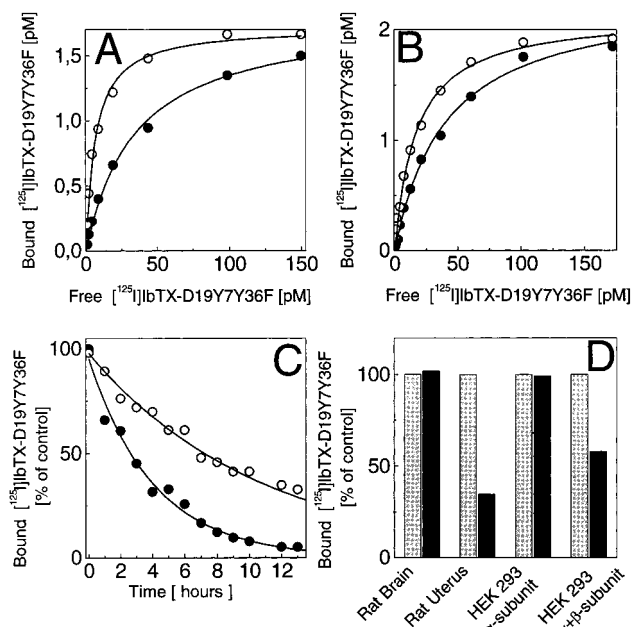 A
Bound [¹²⁵I]IbTX-D19Y7Y36F [pM]
1,5
1,0
0,5
0,0
0 50 100 150
Free [¹²⁵I]IbTX-D19Y7Y36F [pM]
B
Bound [¹²⁵I]IbTX-D19Y7Y36F [pM]
2
1
0
0 50 100 150
Free [¹²⁵I]IbTX-D19Y7Y36F [pM]
C
Bound [¹²⁵I]IbTX-D19Y7Y36F
[% of control]
100
50
0
0 2 4 6 8 10 12
Time [ hours ]
D
Bound [¹²⁵I]IbTX-D19Y7Y36F
[% of control]
100
50
0
Rat Brain
Rat Uterus
HEK 293
-subunit
HEK 293
+β-subunit